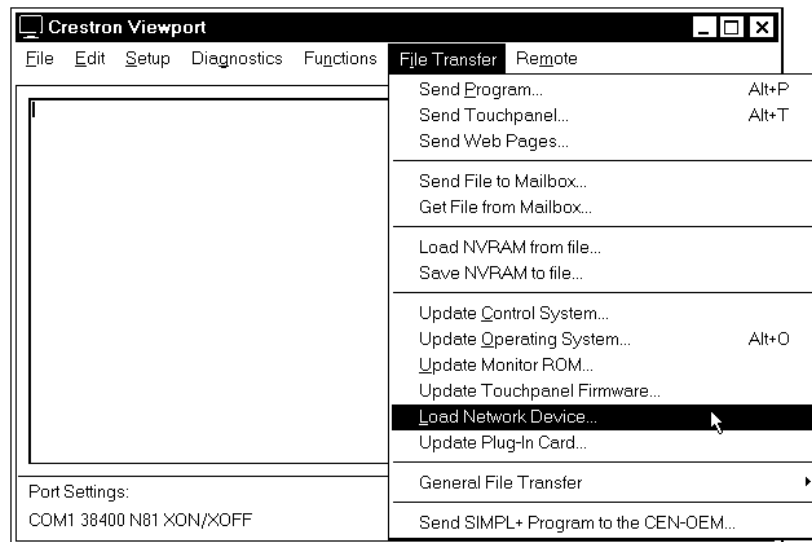 Crestron Viewport
File Edit Setup Diagnostics Functions File Transfer Remote
Send Program... Alt+P
Send Touchpanel... Alt+T
Send Web Pages...
Send File to Mailbox...
Get File from Mailbox...
Load NVRAM from file...
Save NVRAM to file...
Update Control System...
Update Operating System... Alt+O
Update Monitor ROM...
Update Touchpanel Firmware...
Load Network Device...
Update Plug-In Card...
General File Transfer
Send SIMPL+ Program to the CEN-OEM...
Port Settings:
COM1 38400 N81 XON/XOFF